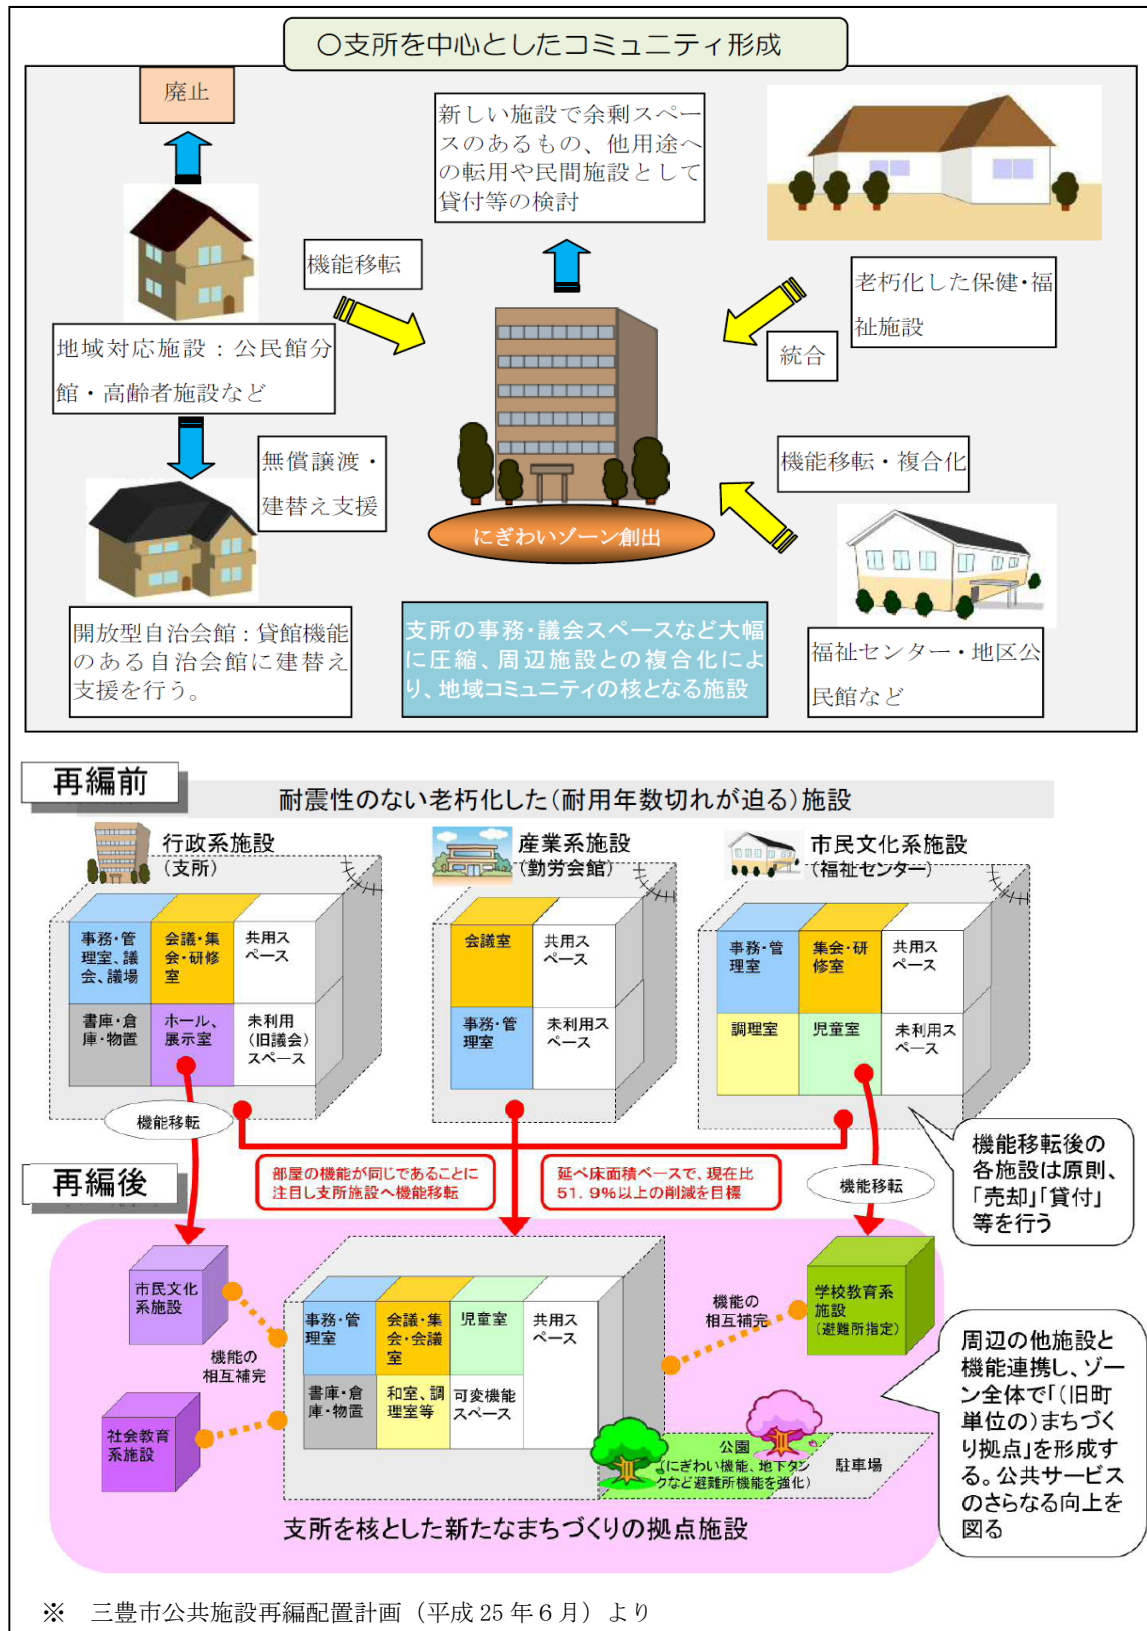 〇支所を中心としたコミュニティ形成
廃止
新しい施設で余剰スペー
スのあるもの、他用途へ
の転用や民間施設として
貸付等の検討
機能移転
老朽化した保健・福
祉施設
地域対応施設：公民館分
館・高齢者施設など
統合
無償譲渡・
建替え支援
機能移転・複合化
にぎわいゾーン創出
開放型自治会館：貸館機能
のある自治会館に建替え
支援を行う。
支所の事務・議会スペースなど大幅
に圧縮、周辺施設との複合化によ
り、地域コミュニティの核となる施設
福祉センター・地区公
民館など
再編前
耐震性のない老朽化した（耐用年数切れが迫る）施設
行政系施設
（支所）
産業系施設
（勤労会館）
市民文化系施設
（福祉センター）
事務・管
理室、議
会、議場
会議・集
会・研修
室
共用ス
ペース
書庫・倉
庫・物置
ホール、
展示室
未利用
（旧議会）
スペース
会議室
共用ス
ペース
事務・管
理室
未利用ス
ペース
事務・管
理室
集会・研
修室
共用ス
ペース
調理室
児童室
未利用ス
ペース
機能移転
再編後
部屋の機能が同じであることに
注目し支所施設へ機能移転
延べ床面積ベースで、現在比
51．9％以上の削減を目標
機能移転
機能移転後の
各施設は原則、
「売却」「貸付」
等を行う
市民文化
系施設
機能の
相互補完
社会教育
系施設
事務・管
理室
会議・集
会・会議
室
児童室
共用ス
ペース
書庫・倉
庫・物置
和室、調
理室等
可変機能
スペース
機能の
相互補完
学校教育系
施設
（避難所指定）
公園
（にぎわい機能、地下タン
クなど避難所機能を強化）
駐車場
周辺の他施設と
機能連携し、ゾー
ン全体で「（旧町
単位の）まちづく
り拠点」を形成す
る。公共サービス
のさらなる向上を
図る
支所を核とした新たなまちづくりの拠点施設
※　三豊市公共施設再編配置計画（平成 25 年６月）より